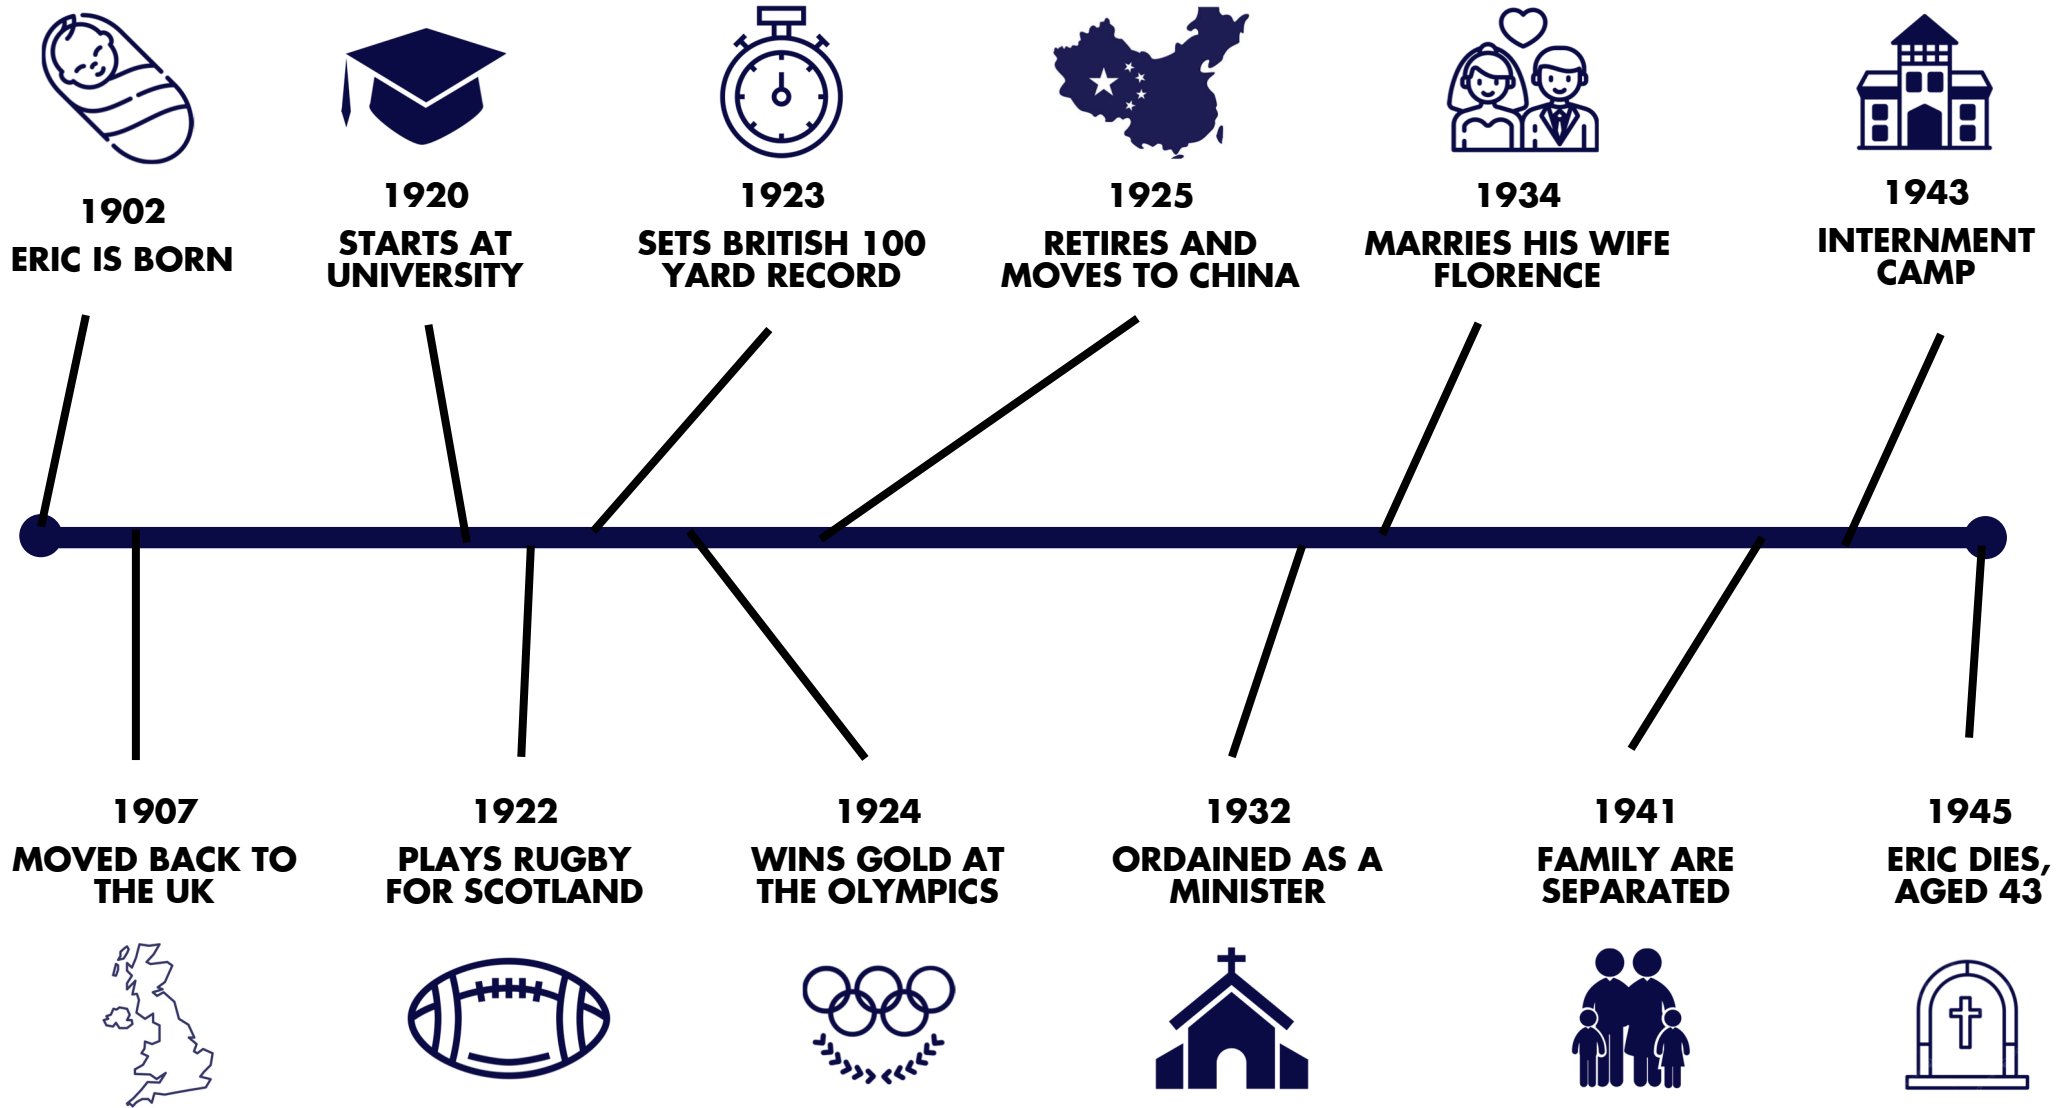 1902
ERIC IS BORN
1920
STARTS AT
UNIVERSITY
1923
SETS BRITISH 100
YARD RECORD
1925
RETIRES AND
MOVES TO CHINA
1934
MARRIES HIS WIFE
FLORENCE
1943
INTERNMENT
CAMP
1907
MOVED BACK TO
THE UK
1922
PLAYS RUGBY
FOR SCOTLAND
1924
WINS GOLD AT
THE OLYMPICS
1932
ORDAINED AS A
MINISTER
1941
FAMILY ARE
SEPARATED
1945
ERIC DIES,
AGED 43